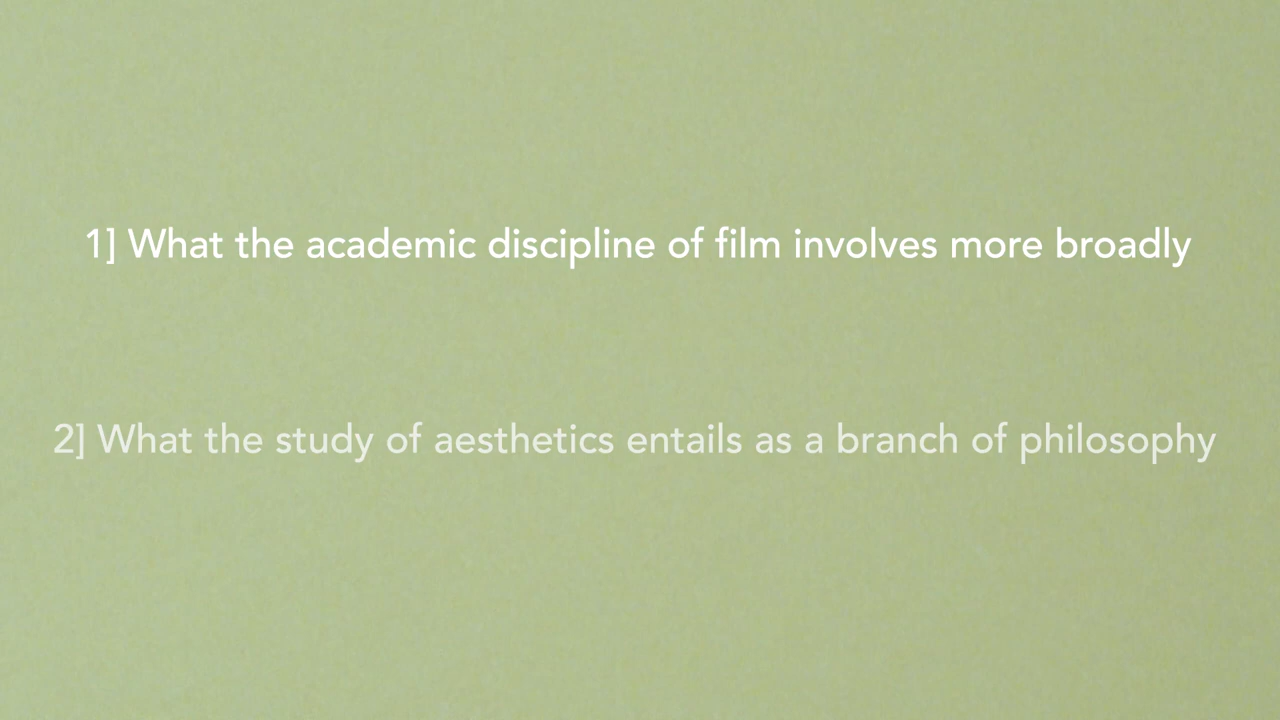 1] What the academic discipline of film involves more broadly
2] What the study of aesthetics entails as a branch of philosophy